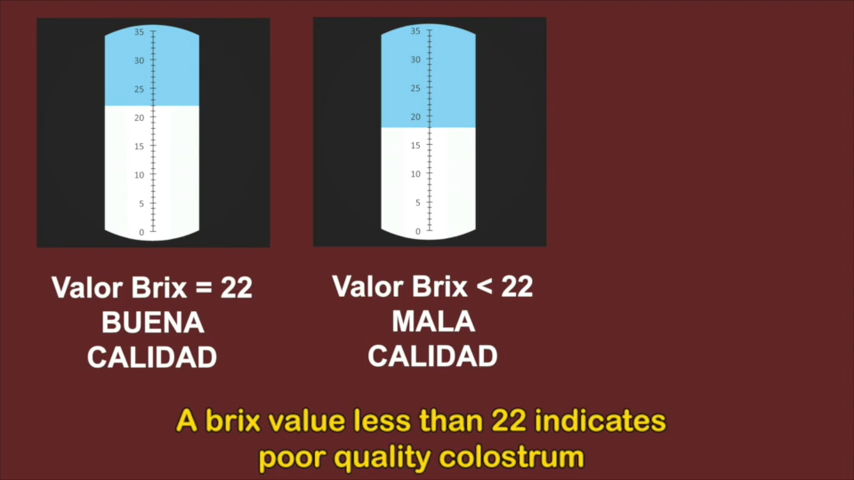 35
30
25
20
15
10
5
0
35
30
25
20
15
10
5
0
Valor Brix = 22
BUENA
CALIDAD
Valor Brix < 22
MALA
CALIDAD
A brix value less than 22 indicates
poor quality colostrum